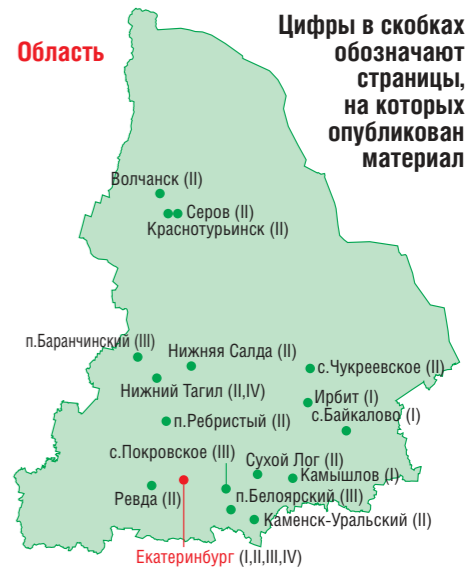 Область
Цифры в скобках
обозначают
страницы,
на которых
опубликован
материал
Волчанск (II)
Серов (II)
Краснотурьинск (II)
п.Баранчинский (III)
Нижняя Салда (II)
с.Чукреевское (II)
Нижний Тагил (II,IV)
Ирбит (I)
с.Байкалово (I)
п.Ребристый (II)
с.Покровское (III)
Сухой Лог (II)
Камышлов (I)
Ревда (II)
п.Белоярский (III)
Каменск-Уральский (II)
Екатеринбург (I,II,III,IV)